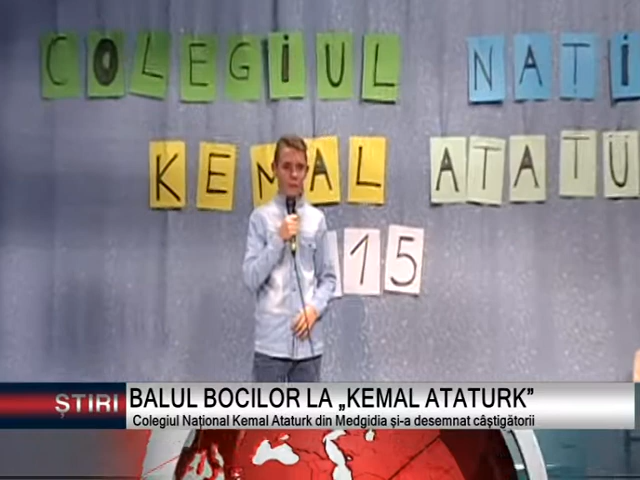 COLEGIUL NAȚI
KEMAL ATATU
15
ȘTIRI
BALUL BOCILOR LA „KEMAL ATATURK”
Colegiul Național Kemal Ataturk din Medgidia și-a desemnat câștigătorii